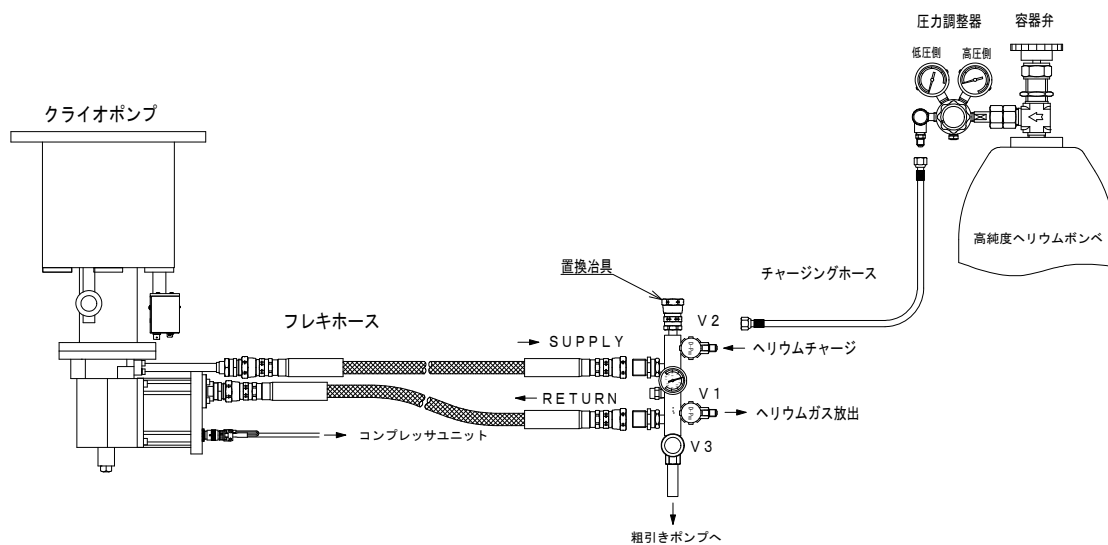 圧力調整器
容器弁
低圧側
高圧側
クライオポンプ
高純度ヘリウムボンベ
置換冶具
チャージングホース
フレキホース
V2
→ SUPPLY
← ヘリウムチャージ
← RETURN
V1
→ ヘリウムガス放出
→ コンプレッサユニット
V3
粗引きポンプへ